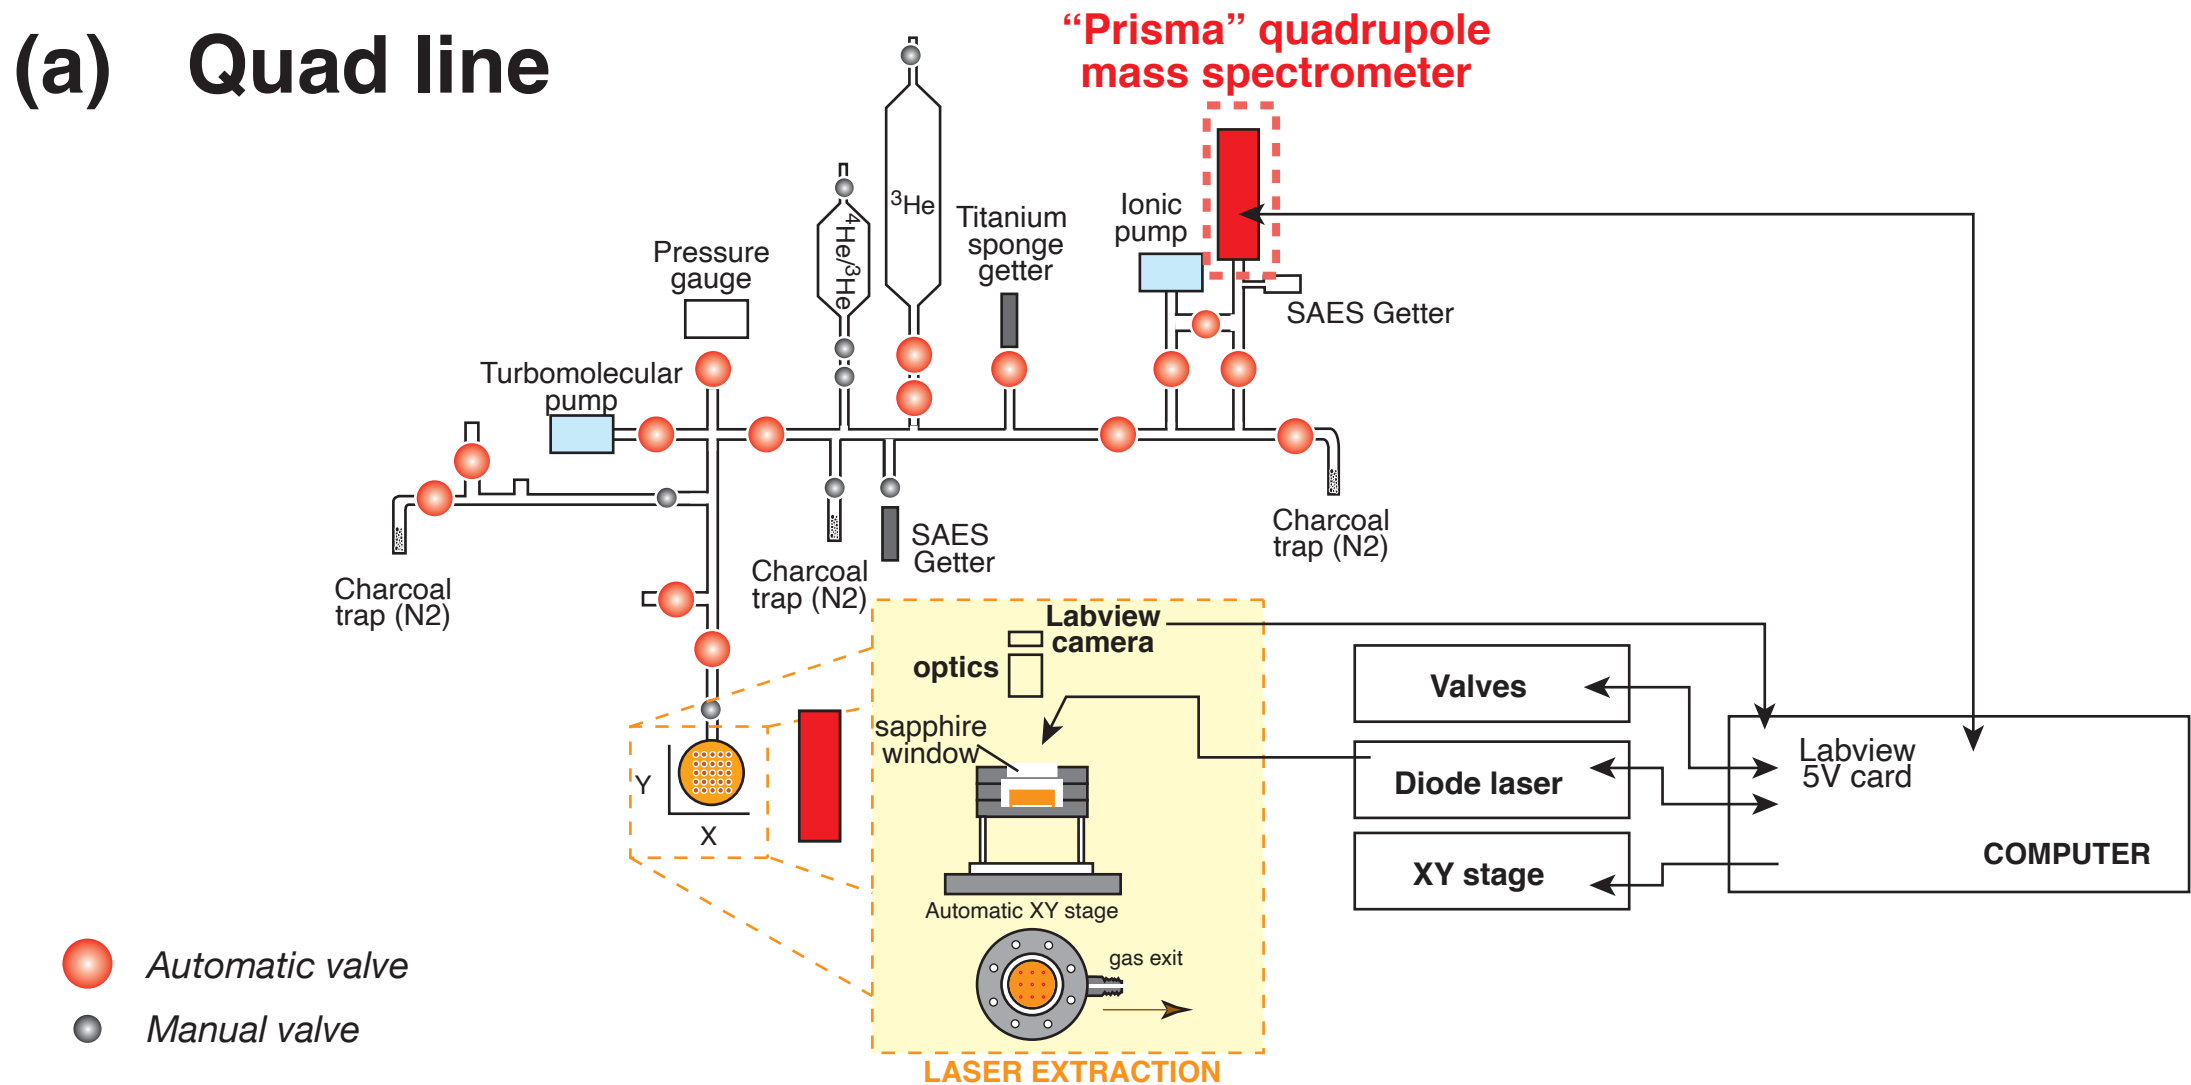 (a) Quad line
“Prisma” quadrupole
mass spectrometer
3He
4He/3He
Titanium
sponge
getter
Ionic
pump
Pressure
gauge
SAES Getter
Turbomolecular
pump
Charcoal
trap (N2)
Charcoal
trap (N2)
SAES
Getter
Charcoal
trap (N2)
Labview
camera
optics
sapphire
window
Automatic XY stage
gas exit
LASER EXTRACTION
Y
X
Valves
Diode laser
XY stage
Labview
5V card
COMPUTER
Automatic valve
Manual valve